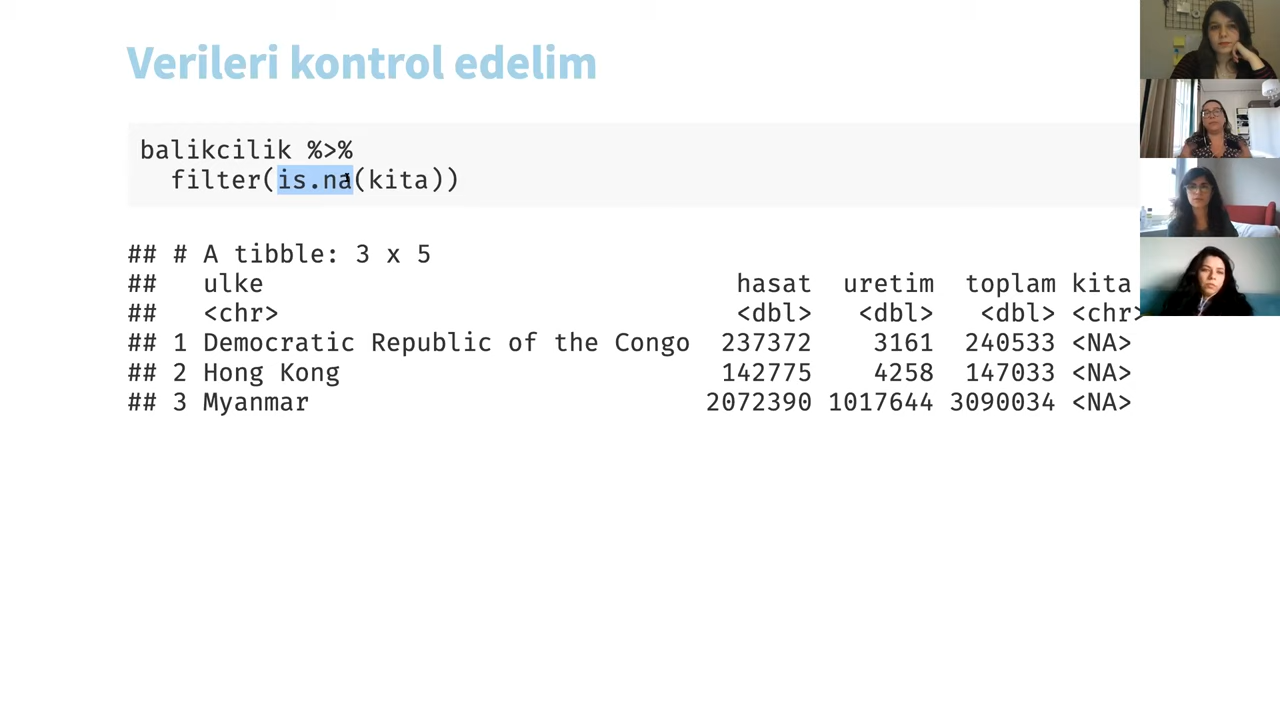 Verileri kontrol edelim
balikcilik %>%
  filter(is.na(kita))
## # A tibble: 3 x 5
##   ulke                              hasat  uretim  toplam kita
##   <chr>                             <dbl>   <dbl>   <dbl> <chr>
## 1 Democratic Republic of the Congo  237372    3161  240533 <NA>
## 2 Hong Kong                         142775    4258  147033 <NA>
## 3 Myanmar                          2072390 1017644 3090034 <NA>